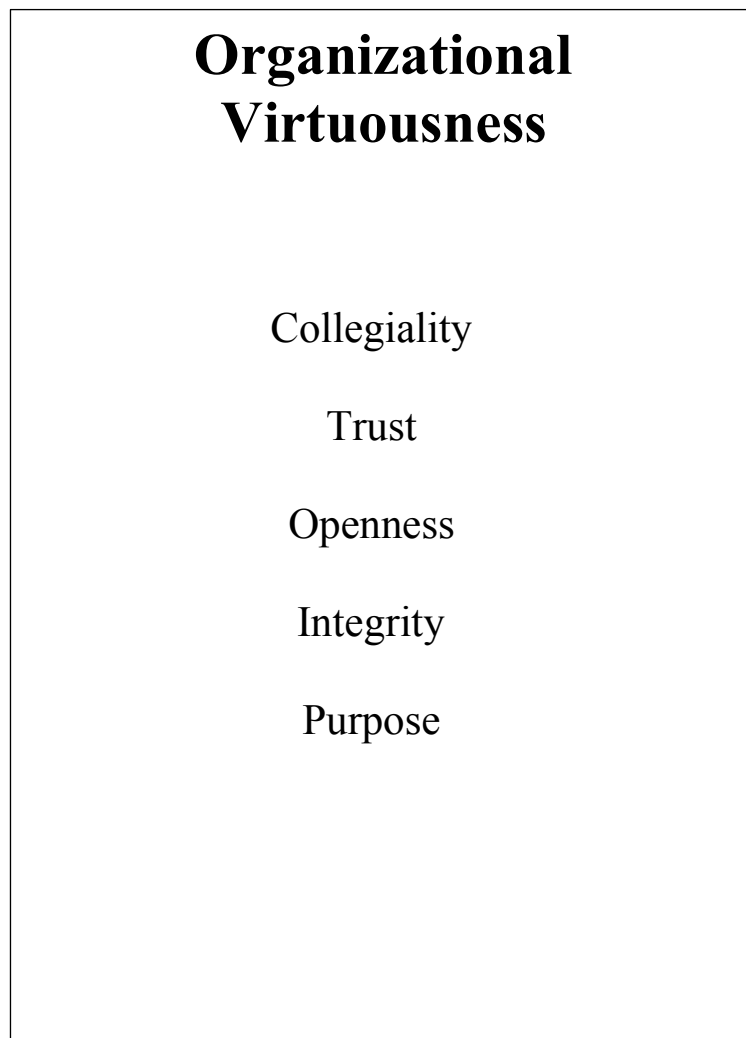 Organizational
Virtuousness
Collegiality
Trust
Openness
Integrity
Purpose